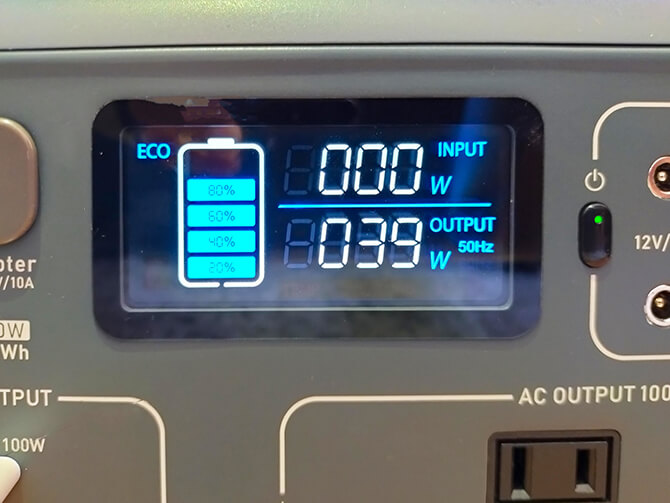 ECO
80%
60%
40%
20%
000 W INPUT
039 W OUTPUT
50Hz
pter
/10A
0W
Wh
TPUT
100W
12V/
AC OUTPUT 100